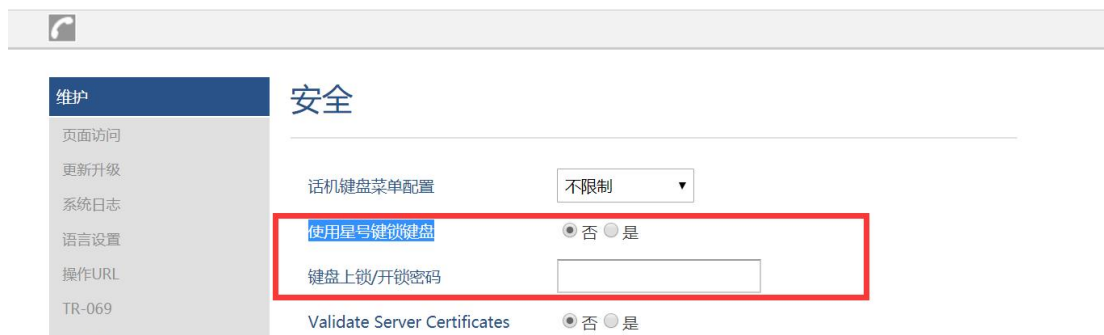 维护
页面访问
更新升级
系统日志
语言设置
操作URL
TR-069
安全
话机键盘菜单配置 不限制
使用星号键锁键盘 否 是
键盘上锁/开锁密码
Validate Server Certificates 否 是